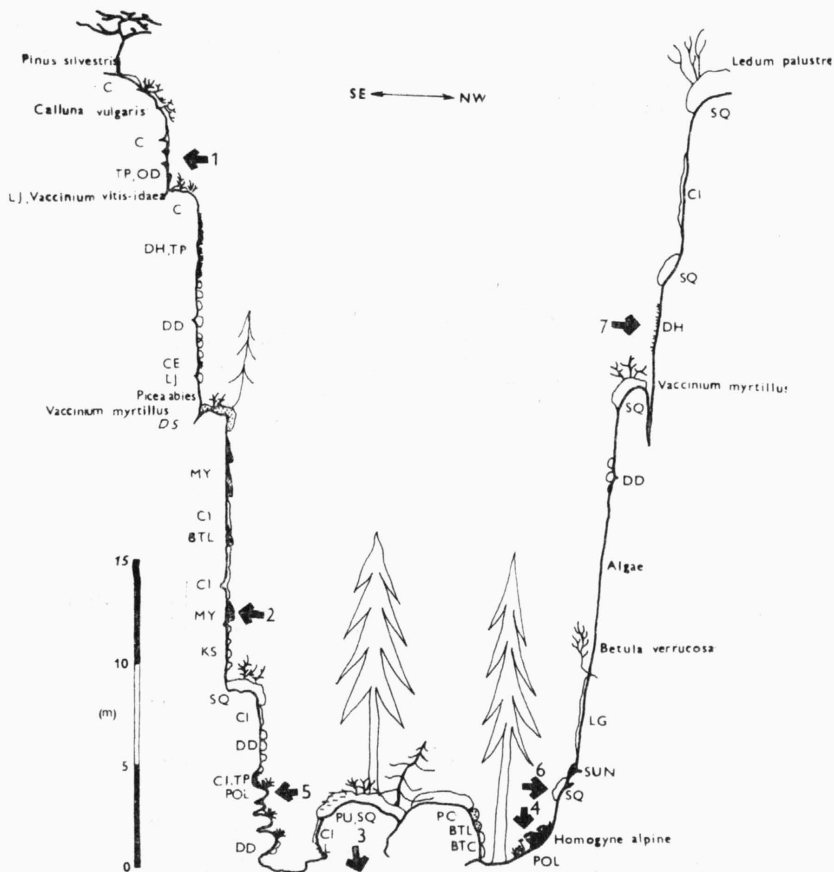 Pinus silvestris
C
Calluna vulgaris
C
1
TP, OD
LJ, Vaccinium vitis-idaea
C
DH, TP
DD
CE
LJ
Picea abies
Vaccinium myrtillus
DS
MY
CI
BTL
CI
MY
2
KS
SQ
CI
DD
CI, TP
POL
5
DD
15
10
(m)
5
0
SE NW
PU, SQ
CI
3
PC
BTL
BTC
Ledum palustre
SQ
CI
SQ
7
DH
Vaccinium myrtillus
SQ
DD
Algae
Betula verrucosa
LG
6
SUN
SQ
4
Homogyne alpine
POL